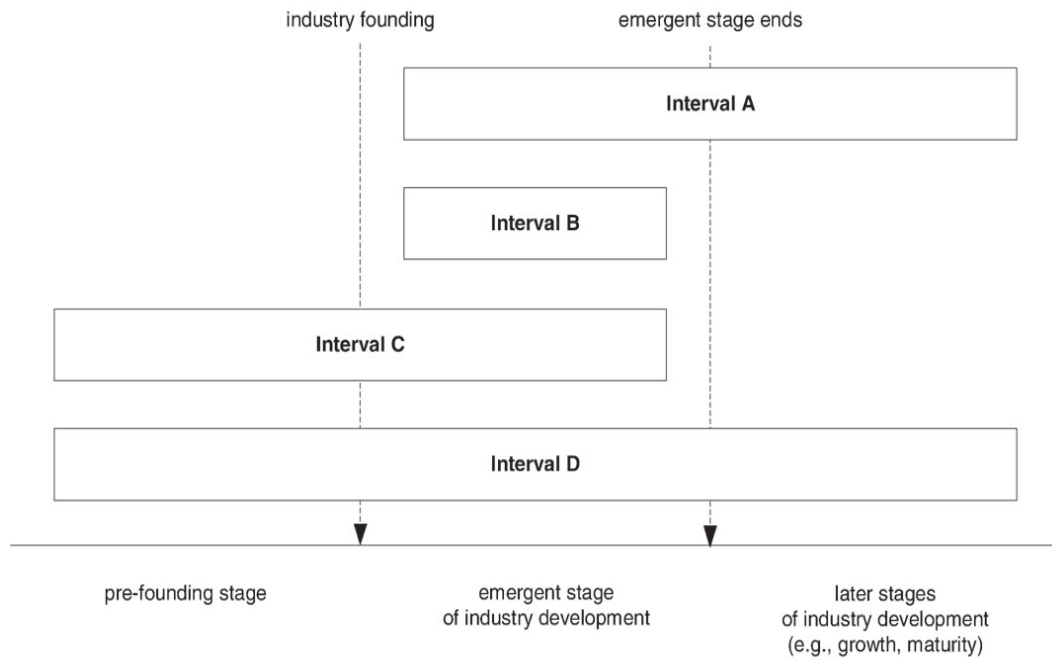 industry founding
emergent stage ends
Interval A
Interval B
Interval C
Interval D
pre-founding stage
emergent stage
of industry development
later stages
of industry development
(e.g., growth, maturity)